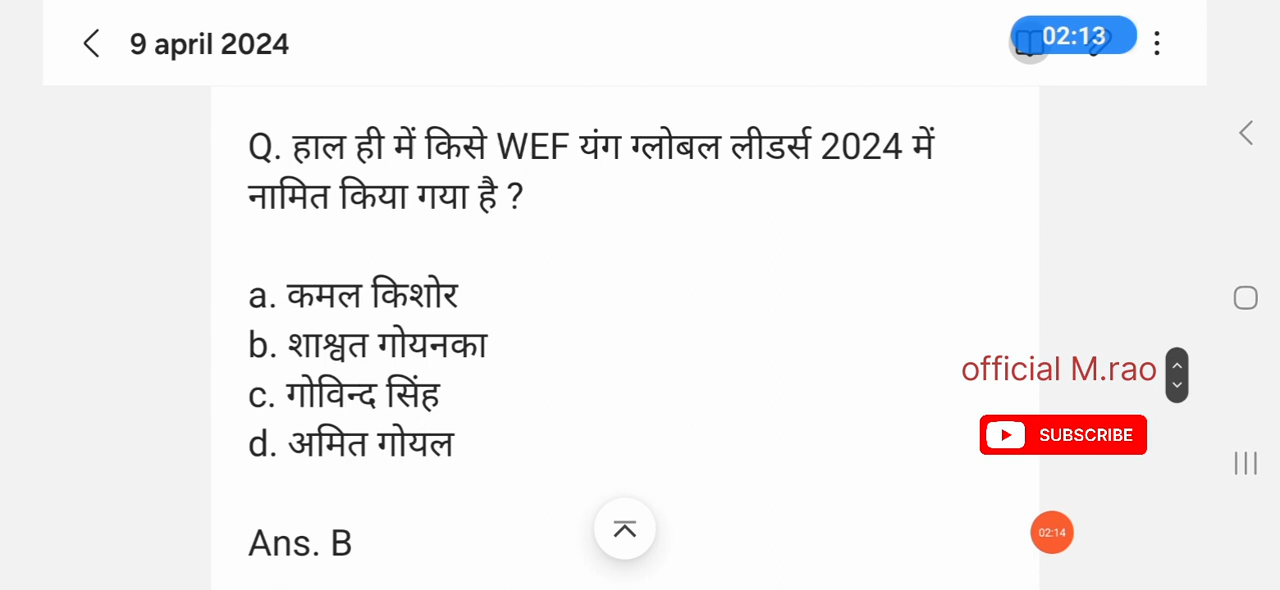 9 april 2024
02:13
Q. हाल ही में किसे WEF यंग ग्लोबल लीडर्स 2024 में
नामित किया गया है ?
a. कमल किशोर
b. शाश्वत गोयनका
c. गोविन्द सिंह
d. अमित गोयल
official M.rao
SUBSCRIBE
Ans. B
02:14